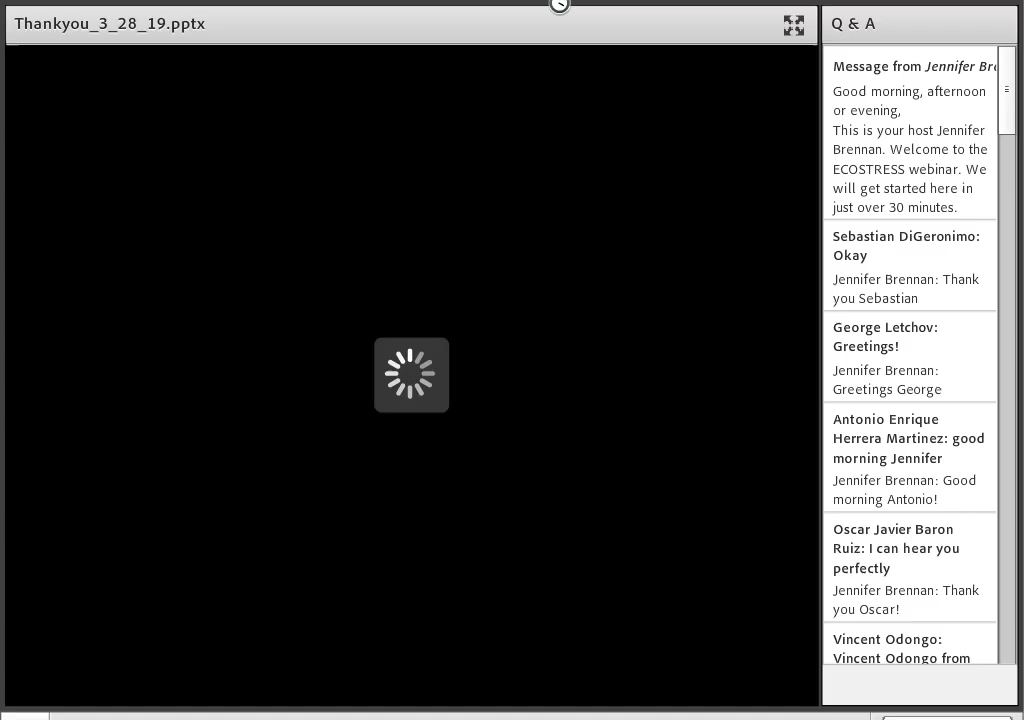 Thankyou_3_28_19.pptx
Q & A
Message from Jennifer
Good morning, afternoon
or evening,
This is your host Jennifer
Brennan. Welcome to the
ECOSTRESS webinar. We
will get started here in
just over 30 minutes.
Sebastian DiGeronimo:
Okay
Jennifer Brennan: Thank
you Sebastian
George Letchov:
Greetings!
Jennifer Brennan:
Greetings George
Antonio Enrique
Herrera Martinez: good
morning Jennifer
Jennifer Brennan: Good
morning Antonio!
Oscar Javier Baron
Ruiz: I can hear you
perfectly
Jennifer Brennan: Thank
you Oscar!
Vincent Odongo:
Vincent Odongo from